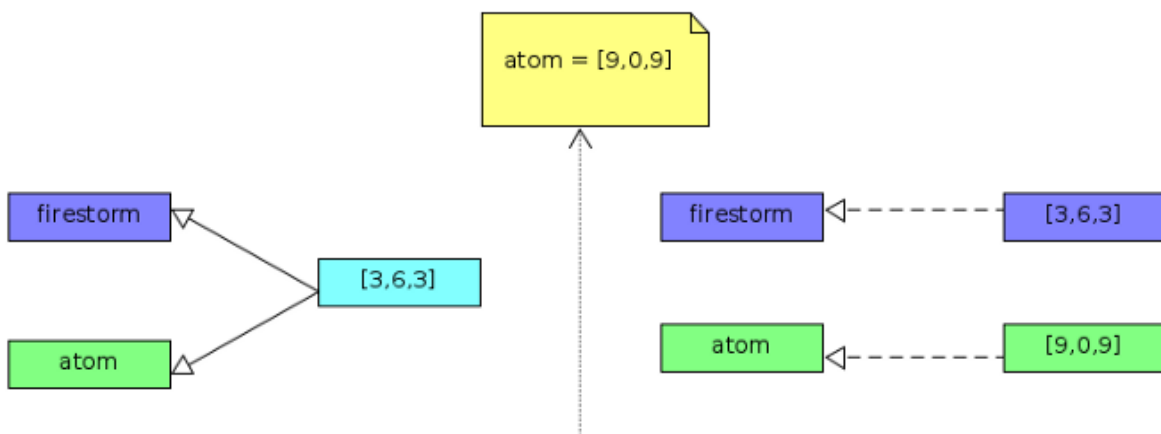 atom = [9,0,9]
firestorm
[3,6,3]
atom
firestorm
[3,6,3]
atom
[9,0,9]